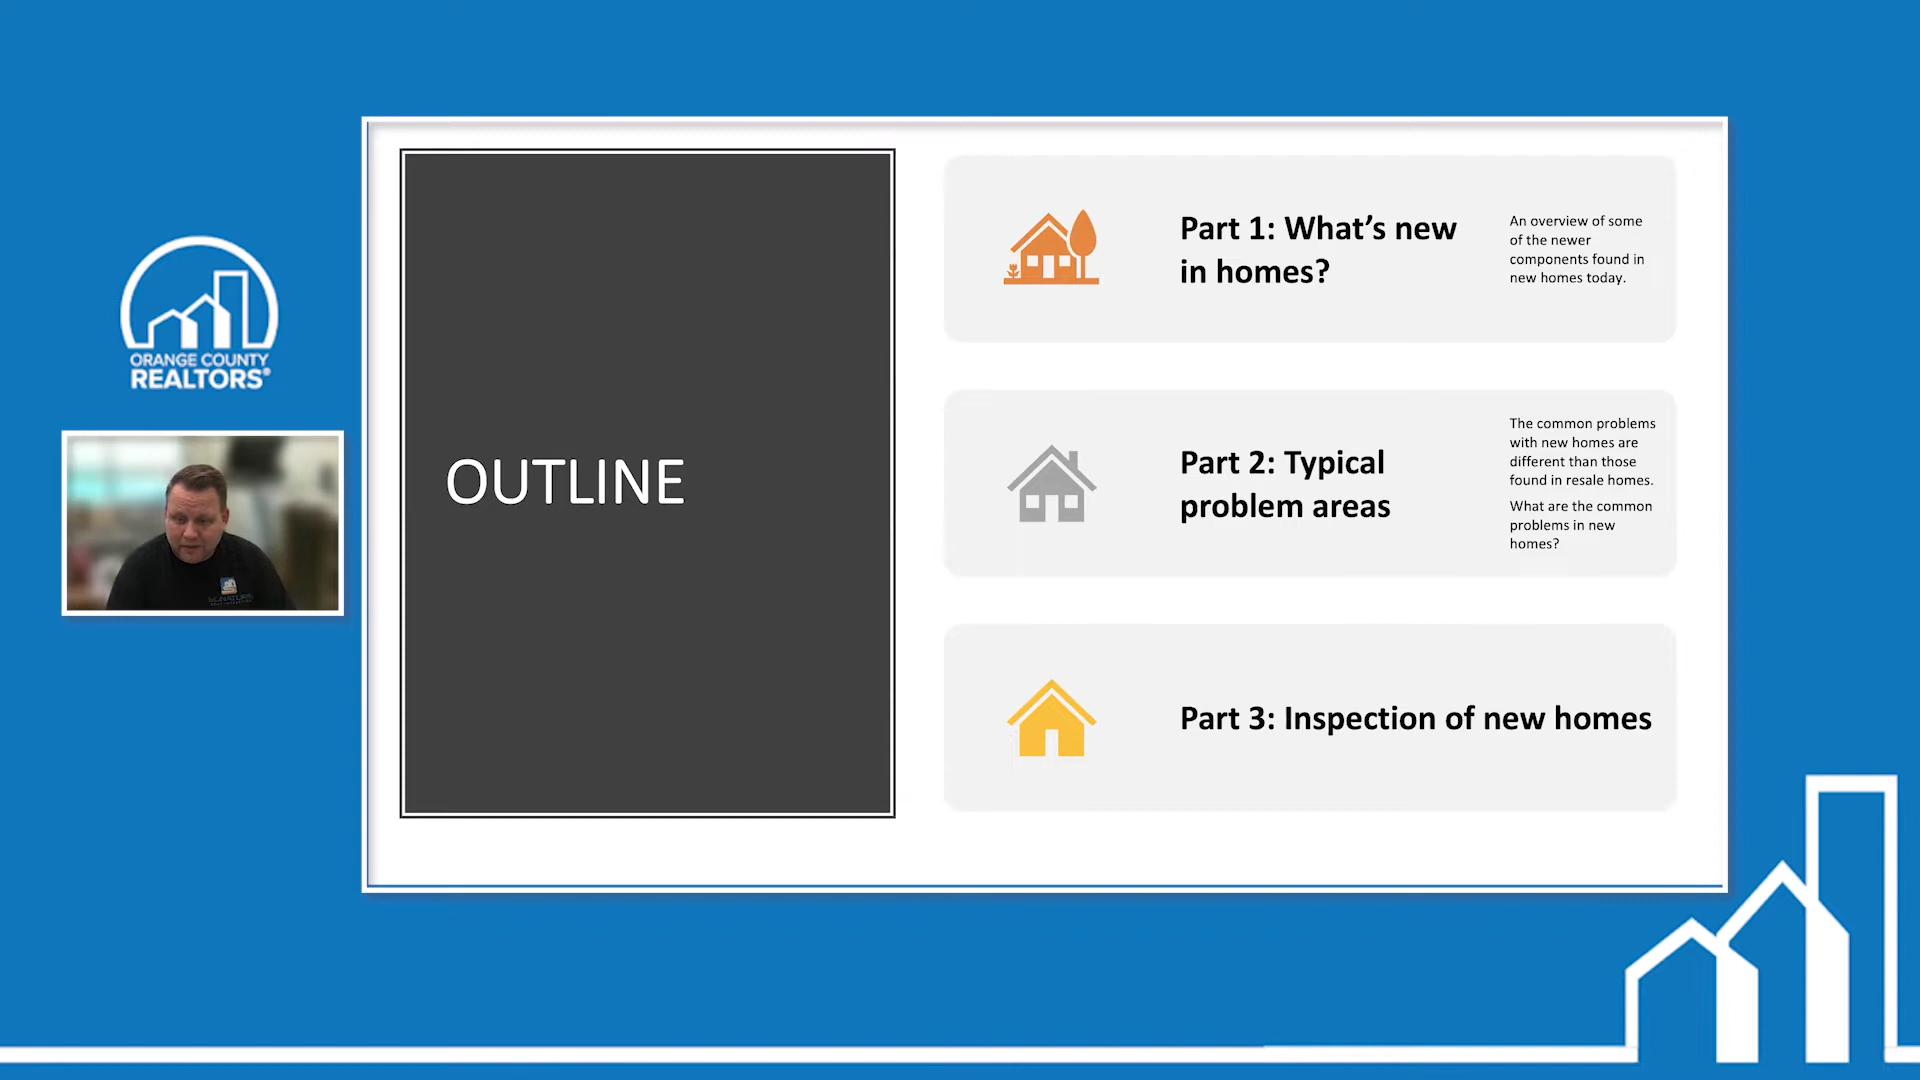 ORANGE COUNTY
REALTORS®
OUTLINE
Part 1: What’s new
in homes?
An overview of some
of the newer
components found in
new homes today.
Part 2: Typical
problem areas
The common problems
with new homes are
different than those
found in resale homes.
What are the common
problems in new
homes?
Part 3: Inspection of new homes